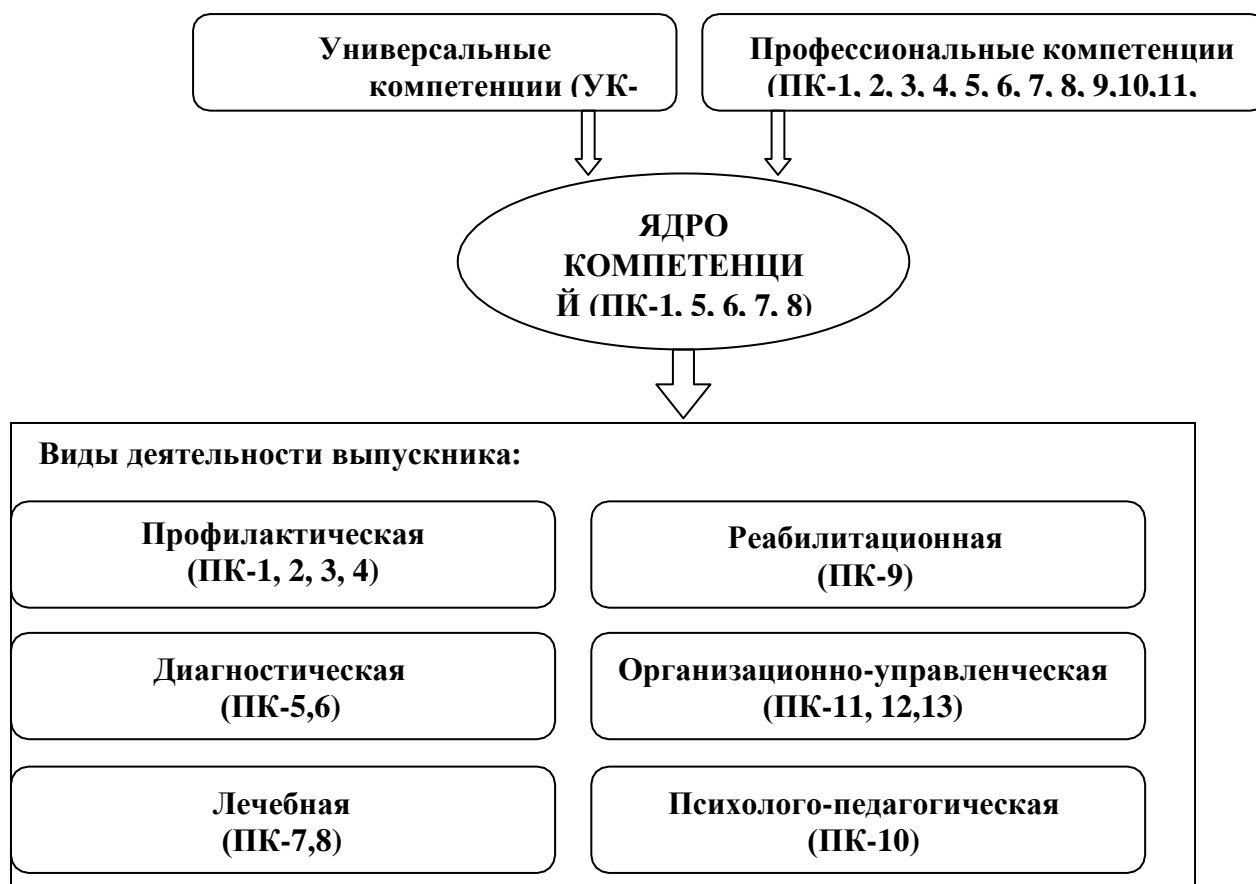 Универсальные
компетенции (УК-
Профессиональные компетенции
(ПК-1, 2, 3, 4, 5, 6, 7, 8, 9,10,11,
ЯДРО
КОМПЕТЕНЦИ
Й (ПК-1, 5, 6, 7, 8)
Виды деятельности выпускника:
Профилактическая
(ПК-1, 2, 3, 4)
Реабилитационная
(ПК-9)
Диагностическая
(ПК-5,6)
Организационно-управленческая
(ПК-11, 12,13)
Лечебная
(ПК-7,8)
Психолого-педагогическая
(ПК-10)